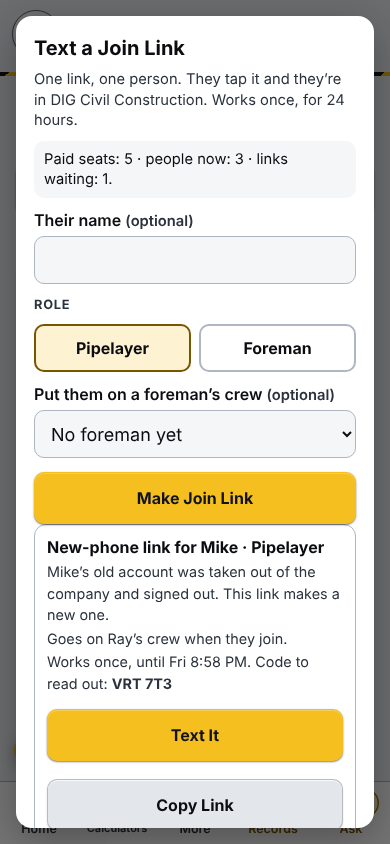 Text a Join Link
One link, one person. They tap it and they’re
in DIG Civil Construction. Works once, for 24
hours.
Paid seats: 5 · people now: 3 · links
waiting: 1.
Their name (optional)
ROLE
Pipelayer
Foreman
Put them on a foreman’s crew (optional)
No foreman yet
Make Join Link
New-phone link for Mike · Pipelayer
Mike’s old account was taken out of the
company and signed out. This link makes a
new one.
Goes on Ray’s crew when they join.
Works once, until Fri 8:58 PM. Code to
read out: VRT 7T3
Text It
Copy Link
Home
Calculators
More
Records
Ask